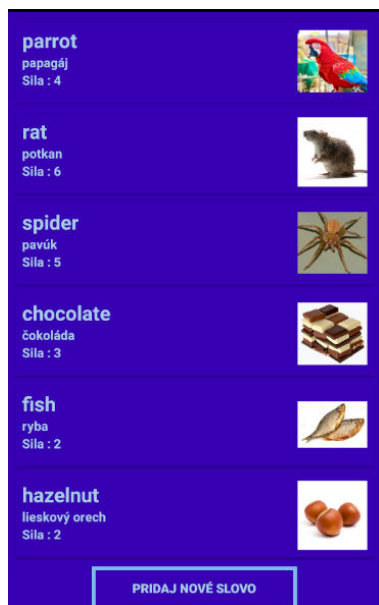 parrot
papagáj
Sila : 4
rat
potkan
Sila : 6
spider
pavúk
Sila : 5
chocolate
čokoláda
Sila : 3
fish
ryba
Sila : 2
hazelnut
lieskový orech
Sila : 2
PRIDAJ NOVÉ SLOVO